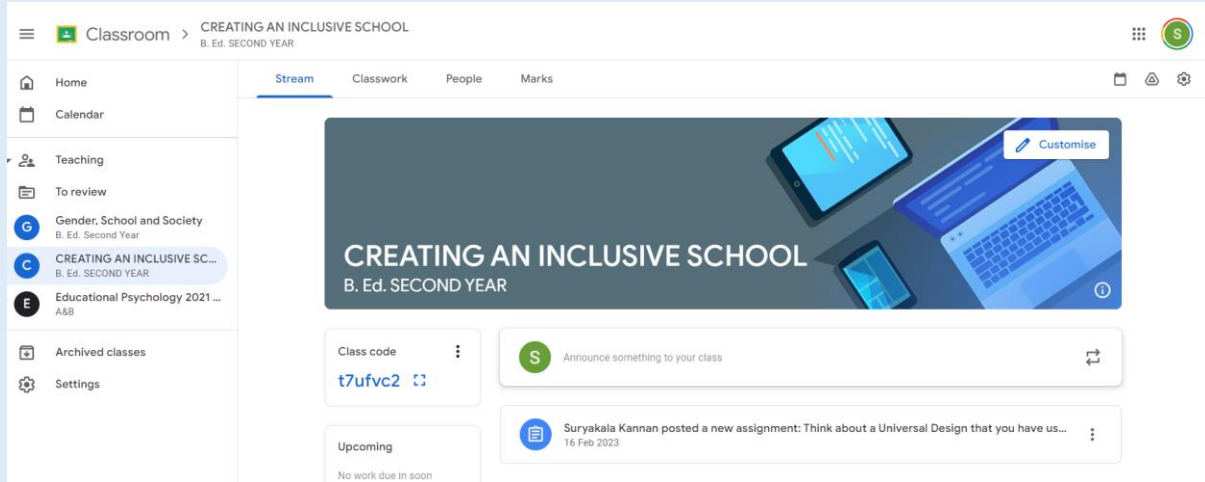 Classroom > CREATING AN INCLUSIVE SCHOOL
B. Ed. SECOND YEAR
S
Home
Calendar
Teaching
To review
G Gender, School and Society
B. Ed. Second Year
C CREATING AN INCLUSIVE SC...
B. Ed. SECOND YEAR
E Educational Psychology 2021 ...
A&B
Archived classes
Settings
Stream Classwork People Marks
Customise
CREATING AN INCLUSIVE SCHOOL
B. Ed. SECOND YEAR
Class code
t7ufvc2
Upcoming
No work due in soon
S Announce something to your class
Suryakala Kannan posted a new assignment: Think about a Universal Design that you have us...
16 Feb 2023